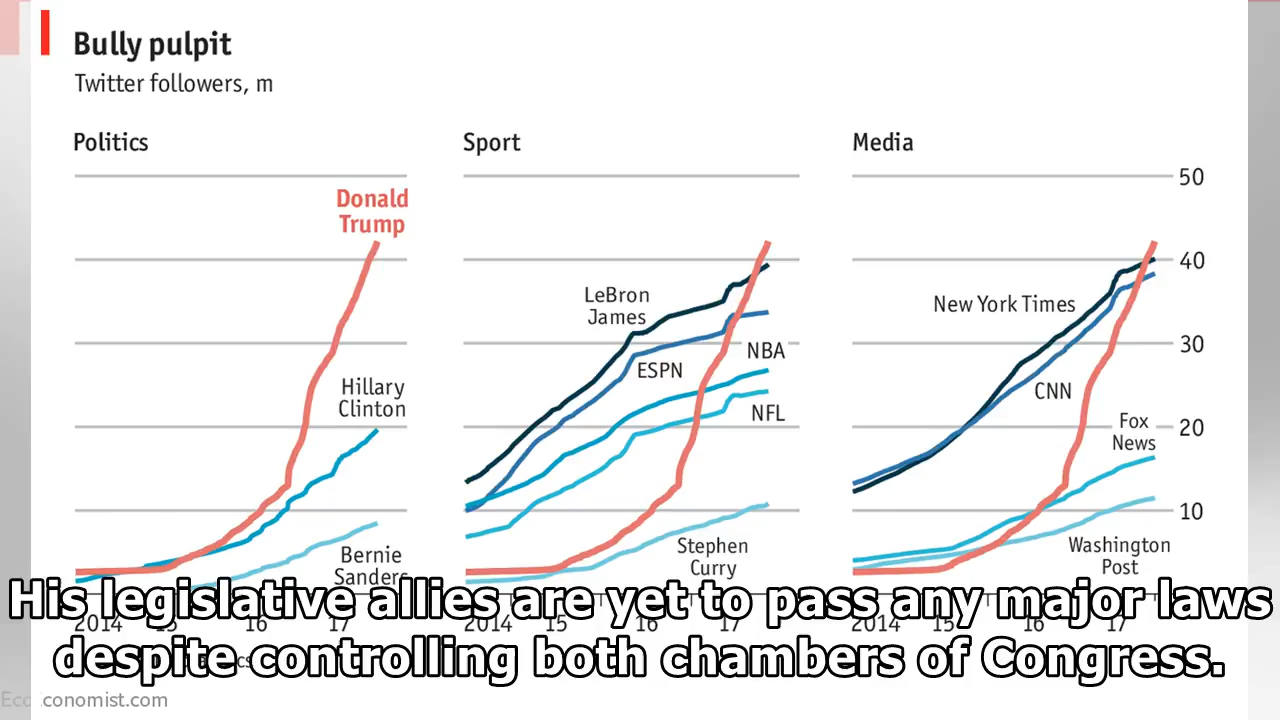 Bully pulpit
Twitter followers, m
Politics
Sport
Media
50
40
30
20
10
Donald
Trump
Hillary
Clinton
Bernie
Sanders
LeBron
James
ESPN
NBA
NFL
Stephen
Curry
New York Times
CNN
Fox
News
Washington
Post
His legislative allies are yet to pass any major laws
despite controlling both chambers of Congress.
2014 15 16 17
2014 15 16 17
2014 15 16 17
Economist.com